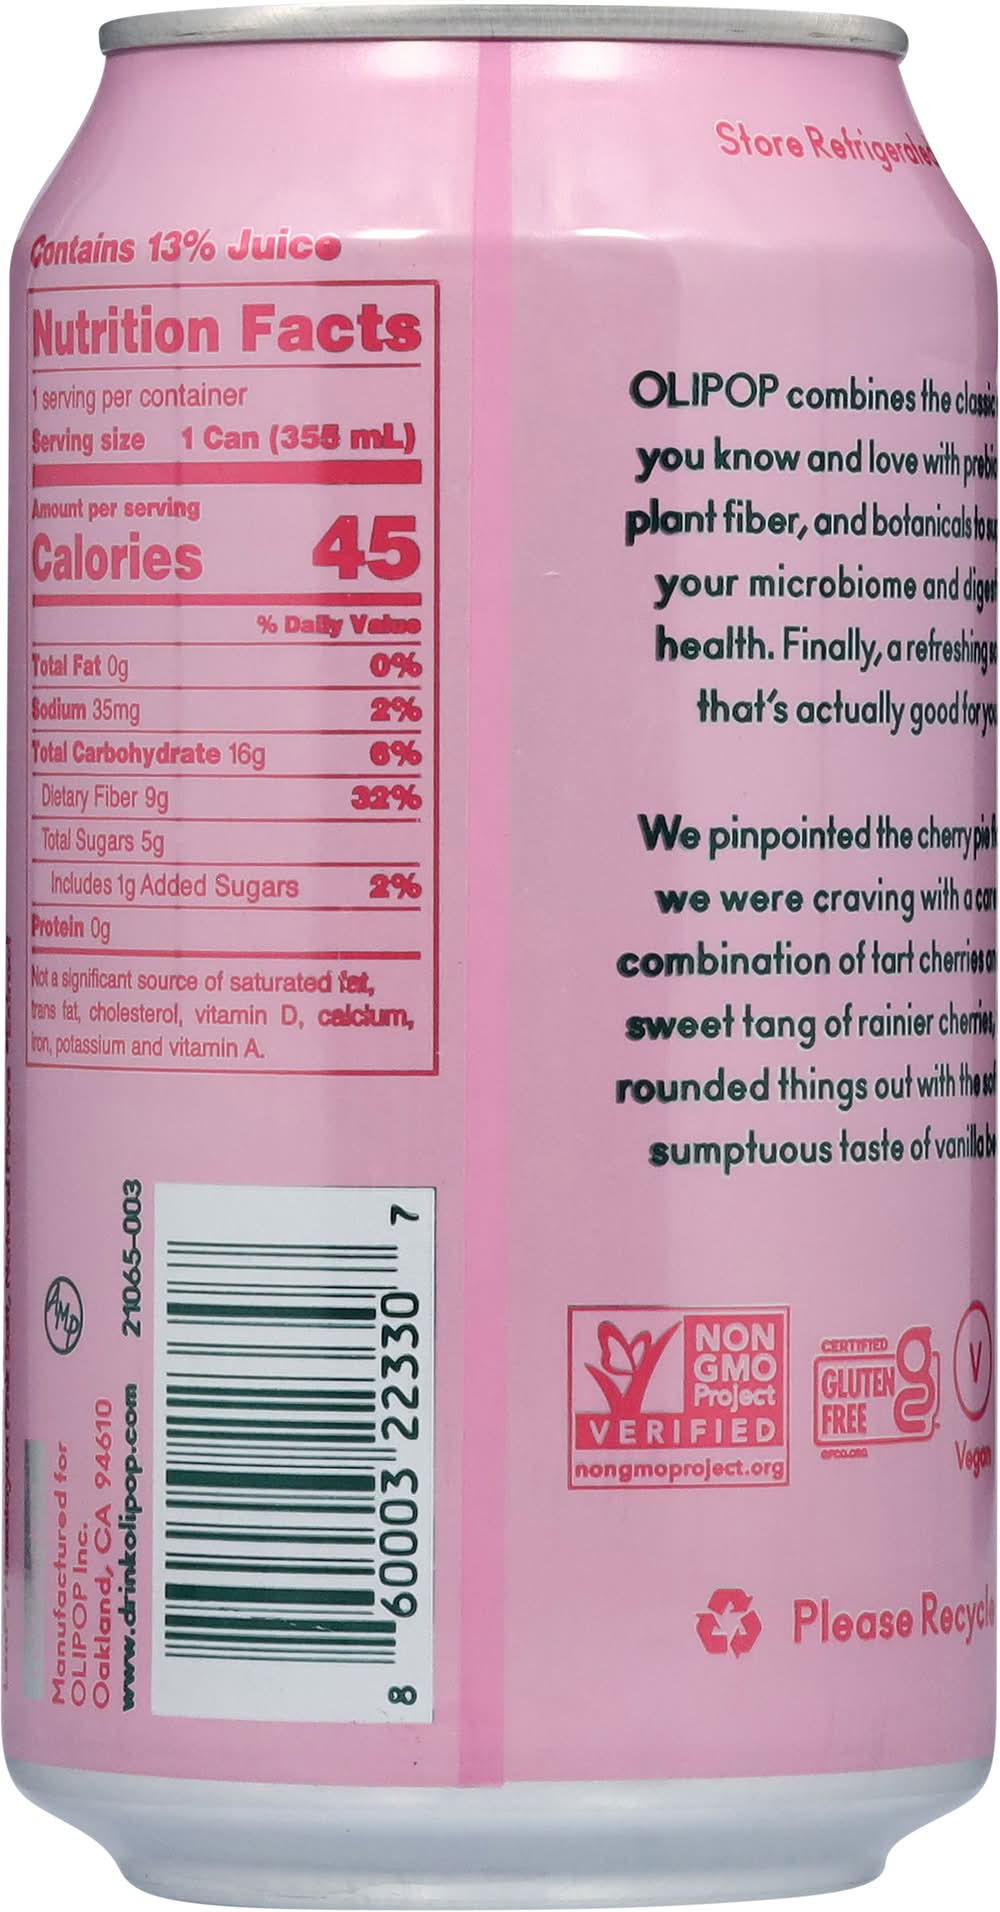 Store Refrigerated
Contains 13% Juice
Nutrition Facts
1 serving per container
Serving size 1 Can (355 mL)
Amount per serving
Calories 45
% Daily Value
Total Fat 0g 0%
Sodium 35mg 2%
Total Carbohydrate 16g 6%
Dietary Fiber 9g 32%
Total Sugars 5g
Includes 1g Added Sugars 2%
Protein 0g
Not a significant source of saturated fat,
trans fat, cholesterol, vitamin D, calcium,
iron, potassium and vitamin A.
AMP
21065-003
Manufactured for
OLIPOP Inc.
Oakland, CA 94610
www.drinkolipop.com
8 60003 22330 7
OLIPOP combines the classic
you know and love with
plant fiber, and botanicals to
your microbiome and
health. Finally, a refreshing
that's actually good for
We pinpointed the cherry pie
we were craving with a
combination of tart cherries
sweet tang of rainier cherries,
rounded things out with the
sumptuous taste of vanilla
NON
GMO
Project
VERIFIED
nongmoproject.org
CERTIFIED
GLUTEN
FREE
GFCO.ORG
V
Vegan
Please Recycle